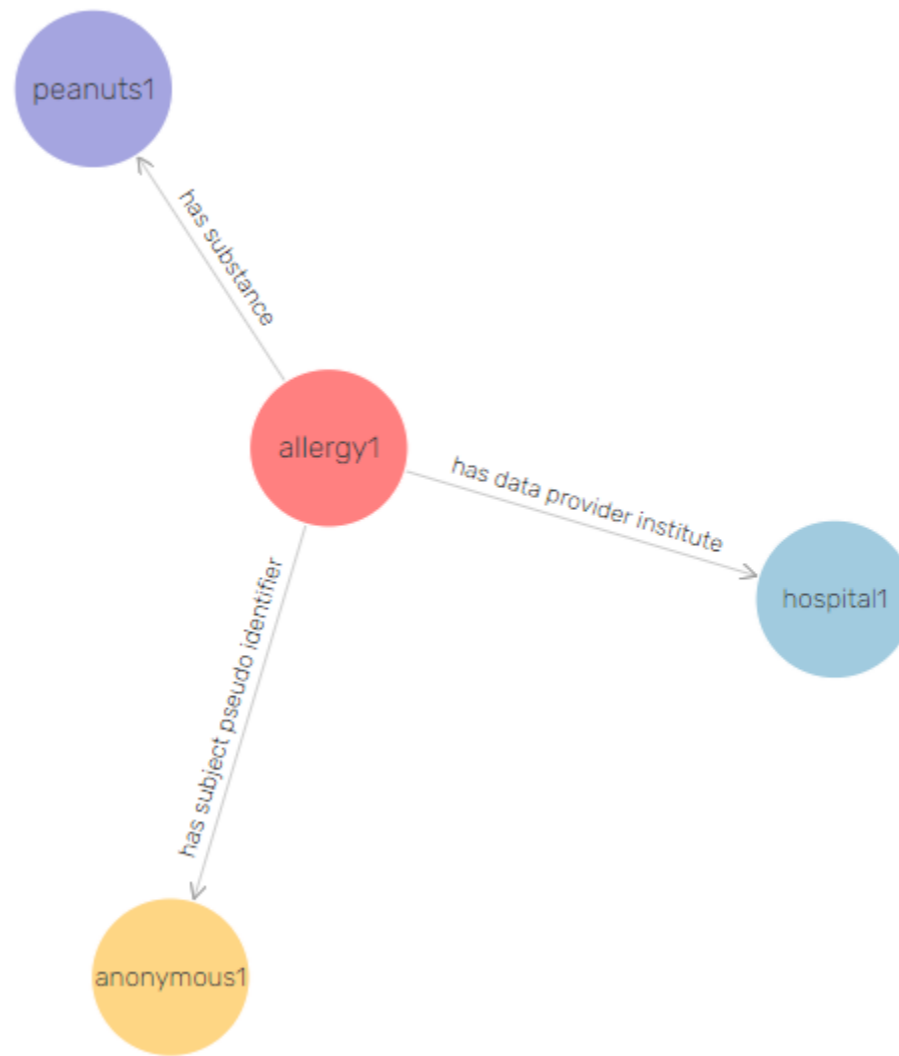 peanuts1
has substance
allergy1
has data provider institute
hospital1
has subject pseudo identifier
anonymous1